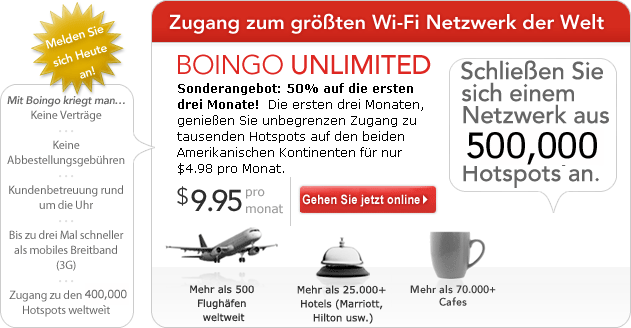 Melden Sie
sich Heute
an!
Mit Boingo kriegt man...
Keine Verträge
Keine
Abbestellungsgebühren
Kundenbetreuung rund
um die Uhr
Bis zu drei Mal schneller
als mobiles Breitband
(3G)
Zugang zu den 400,000
Hotspots weltweit
Zugang zum größten Wi-Fi Netzwerk der Welt
BOINGO UNLIMITED
Sonderangebot: 50% auf die ersten
drei Monate! Die ersten drei Monaten,
genießen Sie unbegrenzen Zugang zu
tausenden Hotspots auf den beiden
Amerikanischen Kontinenten für nur
$4.98 pro Monat.
$9.95 pro
monat
Gehen Sie jetzt online
Schließen Sie
sich einem
Netzwerk aus
500,000
Hotspots an.
Mehr als 500
Flughäfen
weltweit
Mehr als 25.000+
Hotels (Marriott,
Hilton usw.)
Mehr als 70.000+
Cafes